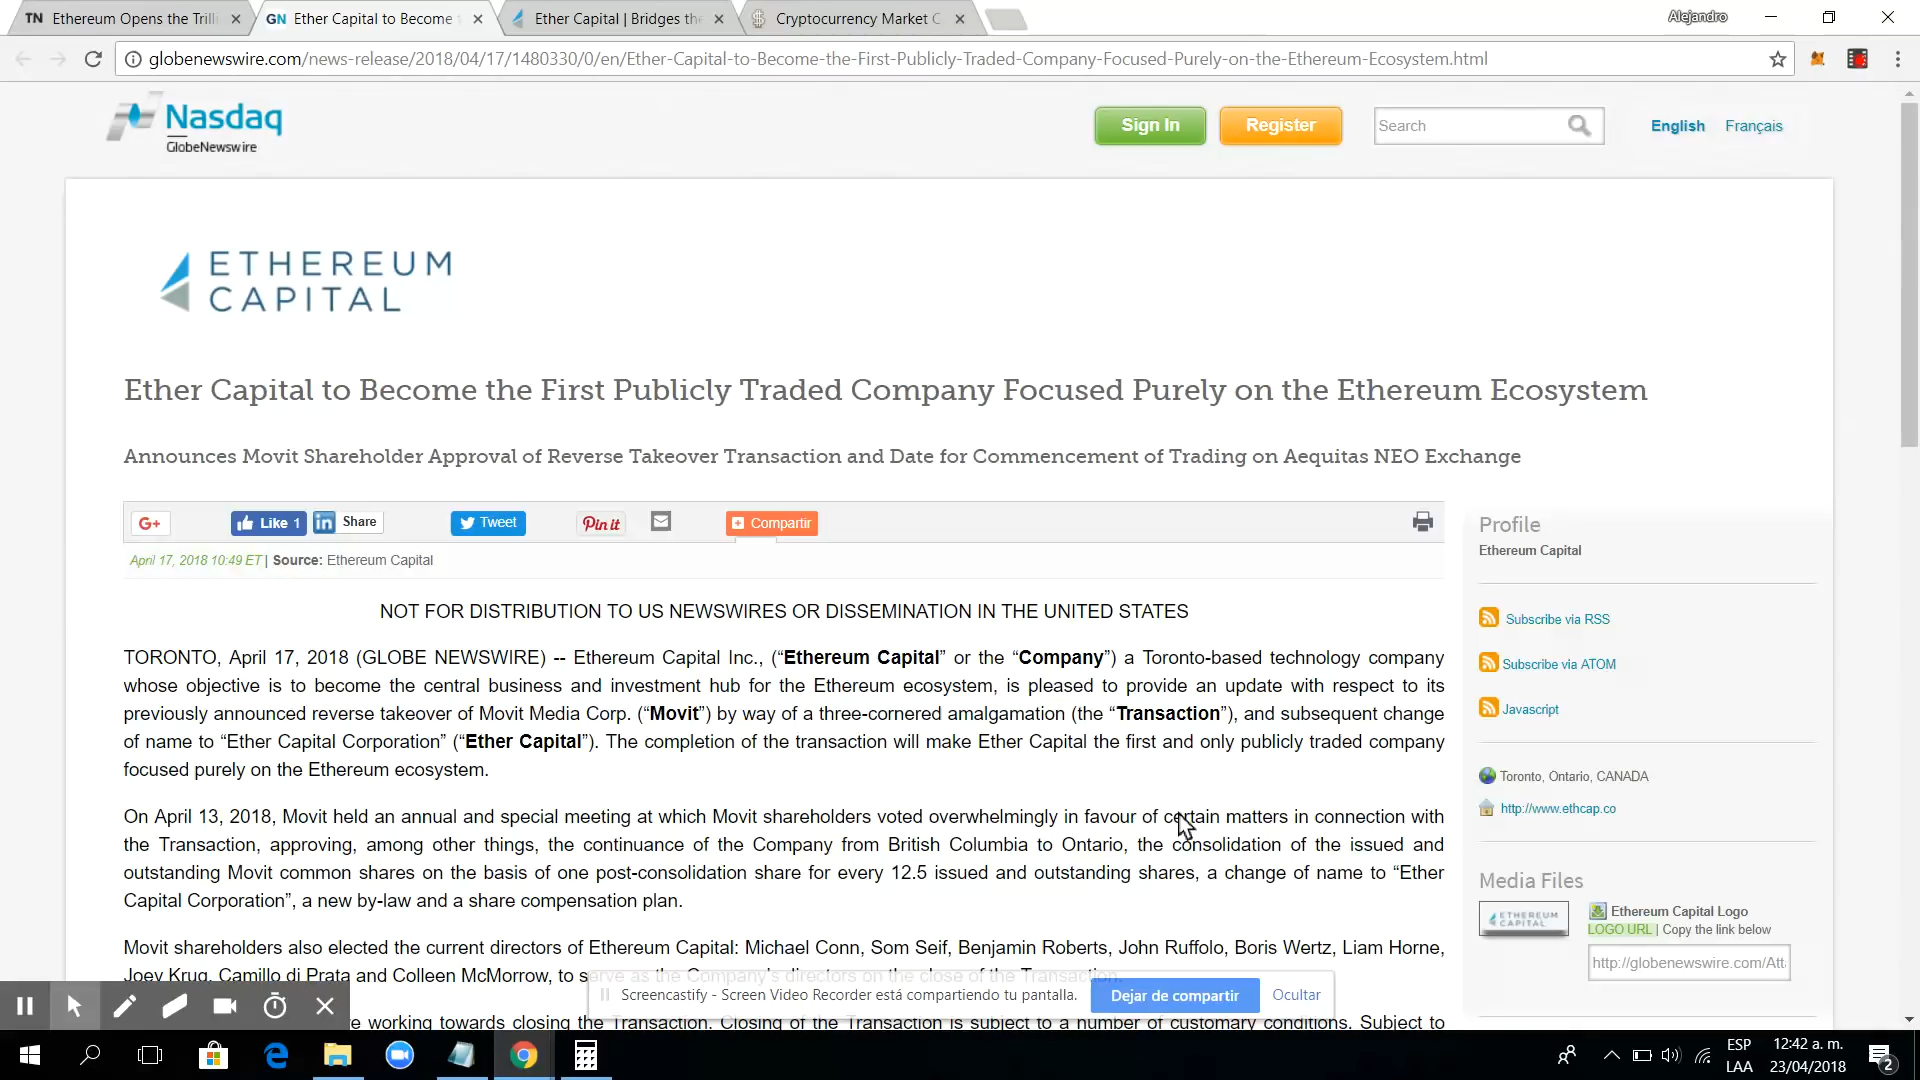 TN Ethereum Opens the Trilli
GN Ether Capital to Become
Ether Capital | Bridges the
Cryptocurrency Market C
Alejandro
globenewswire.com/news-release/2018/04/17/1480330/0/en/Ether-Capital-to-Become-the-First-Publicly-Traded-Company-Focused-Purely-on-the-Ethereum-Ecosystem.html
Nasdaq
GlobeNewswire
Sign In
Register
Search
English Français
ETHEREUM
CAPITAL
Ether Capital to Become the First Publicly Traded Company Focused Purely on the Ethereum Ecosystem
Announces Movit Shareholder Approval of Reverse Takeover Transaction and Date for Commencement of Trading on Aequitas NEO Exchange
G+
Like 1
in Share
Tweet
Pin it
Compartir
April 17, 2018 10:49 ET | Source: Ethereum Capital
NOT FOR DISTRIBUTION TO US NEWSWIRES OR DISSEMINATION IN THE UNITED STATES
TORONTO, April 17, 2018 (GLOBE NEWSWIRE) -- Ethereum Capital Inc., (“Ethereum Capital” or the “Company”) a Toronto-based technology company
whose objective is to become the central business and investment hub for the Ethereum ecosystem, is pleased to provide an update with respect to its
previously announced reverse takeover of Movit Media Corp. (“Movit”) by way of a three-cornered amalgamation (the “Transaction”), and subsequent change
of name to “Ether Capital Corporation” (“Ether Capital”). The completion of the transaction will make Ether Capital the first and only publicly traded company
focused purely on the Ethereum ecosystem.
On April 13, 2018, Movit held an annual and special meeting at which Movit shareholders voted overwhelmingly in favour of certain matters in connection with
the Transaction, approving, among other things, the continuance of the Company from British Columbia to Ontario, the consolidation of the issued and
outstanding Movit common shares on the basis of one post-consolidation share for every 12.5 issued and outstanding shares, a change of name to “Ether
Capital Corporation”, a new by-law and a share compensation plan.
Movit shareholders also elected the current directors of Ethereum Capital: Michael Conn, Som Seif, Benjamin Roberts, John Ruffolo, Boris Wertz, Liam Horne,
Joey Krug, Camillo di Prata and Colleen McMorrow, to serve as the Company's directors on the close of the Transaction.
e working towards closing the Transaction. Closing of the Transaction is subject to a number of customary conditions. Subject to
Profile
Ethereum Capital
Subscribe via RSS
Subscribe via ATOM
Javascript
Toronto, Ontario, CANADA
http://www.ethcap.co
Media Files
ETHEREUM
CAPITAL
Ethereum Capital Logo
LOGO URL | Copy the link below
http://globenewswire.com/Att
Screencastify - Screen Video Recorder está compartiendo tu pantalla.
Dejar de compartir
Ocultar
ESP
LAA
12:42 a. m.
23/04/2018
2